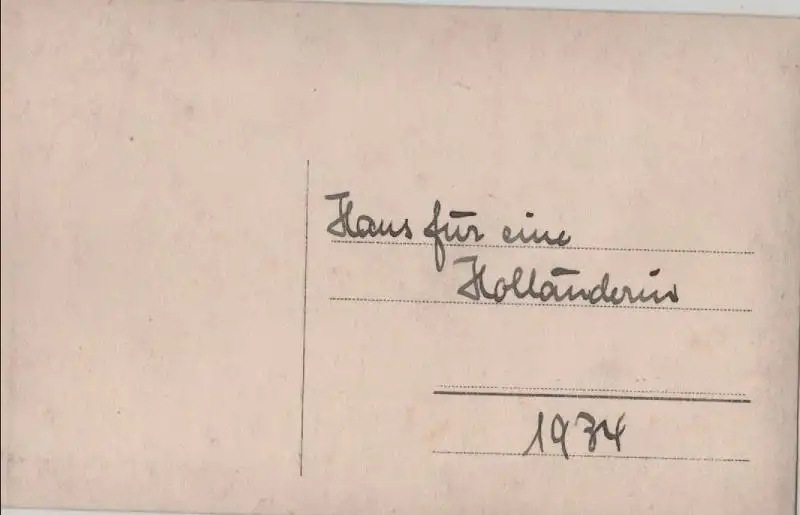 Haus für eine
Holländerin
1934